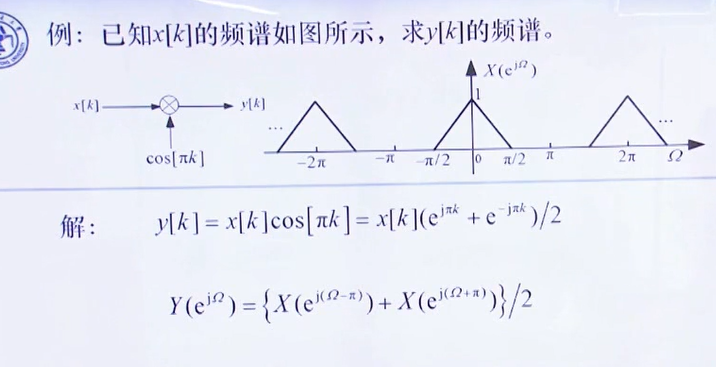 例：已知x[k]的频谱如图所示，求y[k]的频谱。
X(e^{jΩ})
1
x[k] y[k]
... ...
cos[πk]
-2π -π -π/2 0 π/2 π 2π Ω
解： y[k] = x[k]cos[πk] = x[k](e^{jπk} + e^{-jπk})/2
Y(e^{jΩ}) = {X(e^{j(Ω-π)}) + X(e^{j(Ω+π)})}/2